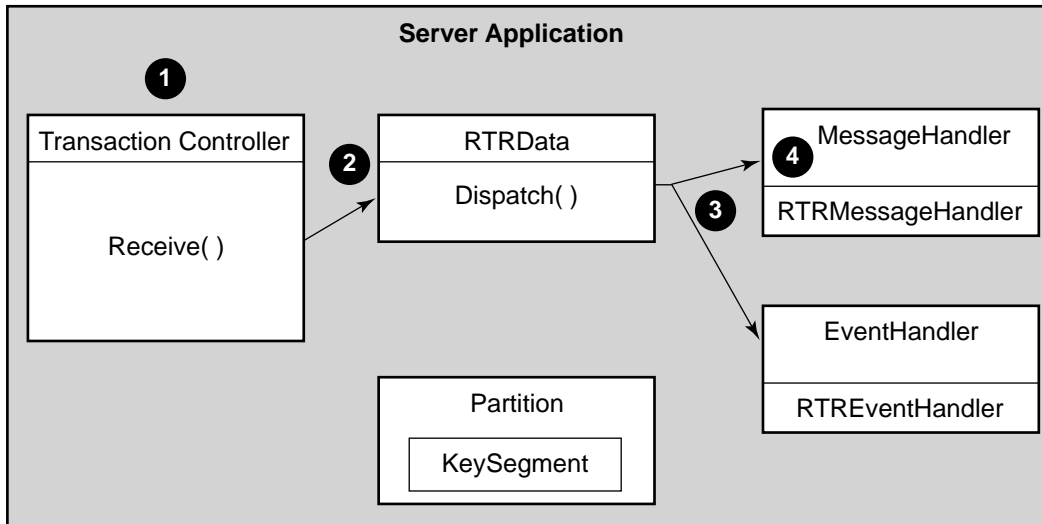 Server Application
1
Transaction Controller
Receive( )
2
RTRData
Dispatch( )
3
4
MessageHandler
RTRMessageHandler
EventHandler
RTREventHandler
Partition
KeySegment